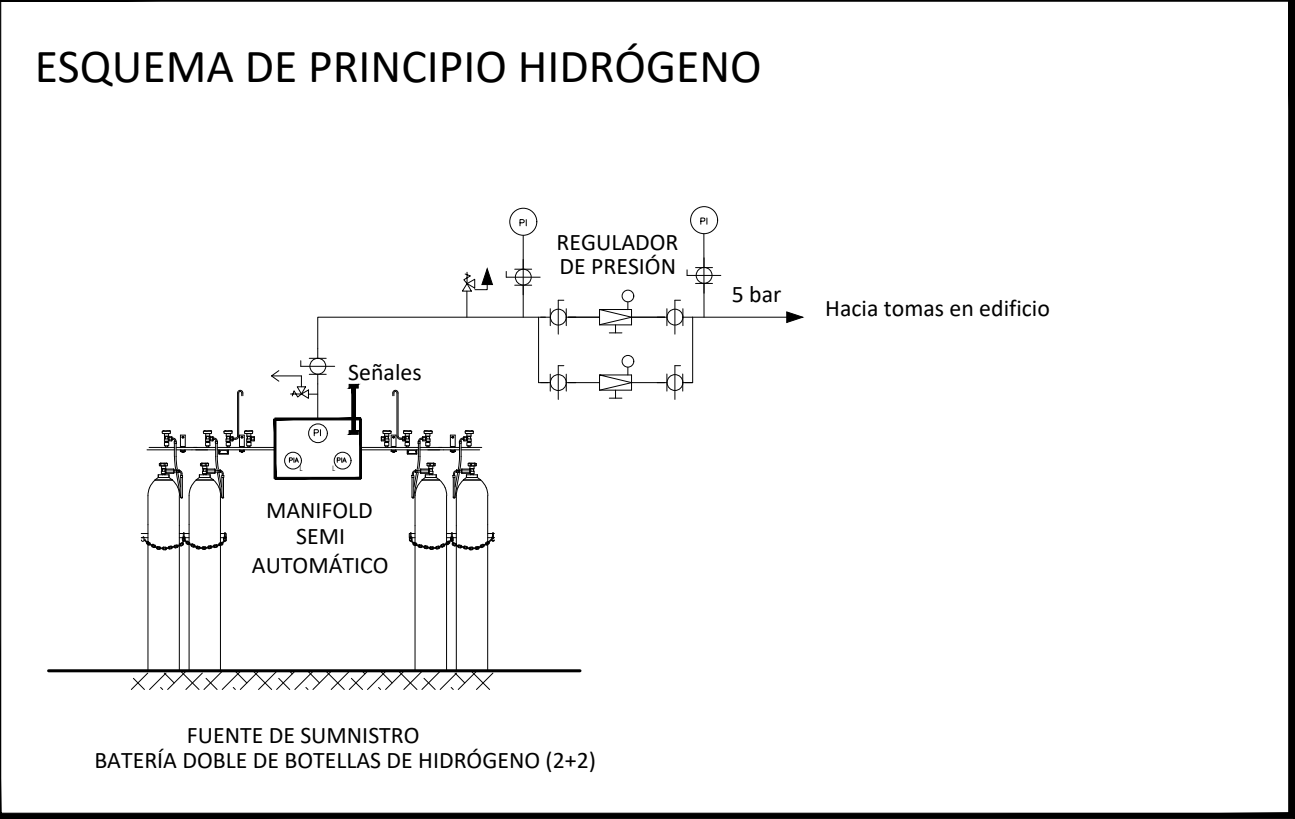 ESQUEMA DE PRINCIPIO HIDRÓGENO
PI
PI
REGULADOR
DE PRESIÓN
5 bar
Hacia tomas en edificio
Señales
PI
PIA
L
PIA
L
MANIFOLD
SEMI
AUTOMÁTICO
FUENTE DE SUMNISTRO
BATERÍA DOBLE DE BOTELLAS DE HIDRÓGENO (2+2)